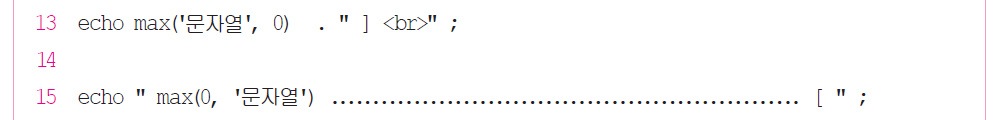 13 echo max('문자열', 0)  . " ] <br>" ;
14
15 echo " max(0, '문자열') ......................................................... [ " ;